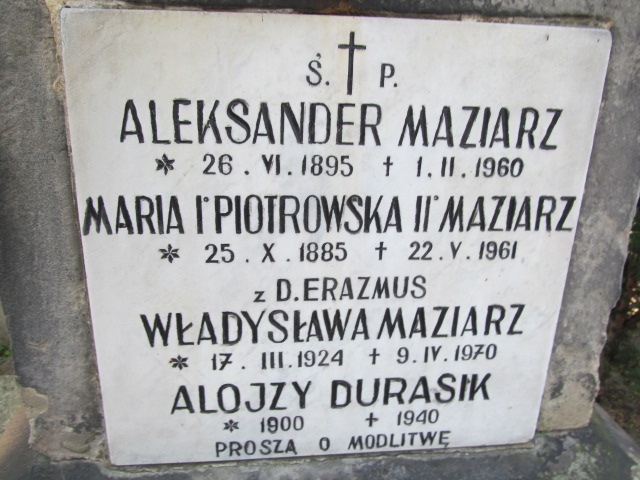 Ś. P.
ALEKSANDER MAZIARZ
* 26.VI.1895 † 1.II.1960
MARIA I° PIOTROWSKA II° MAZIARZ
* 25.X.1885 † 22.V.1961
z D. ERAZMUS
WŁADYSŁAWA MAZIARZ
* 17.III.1924 † 9.IV.1970
ALOJZY DURASIK
* 1900 † 1940
PROSZĄ O MODLITWĘ